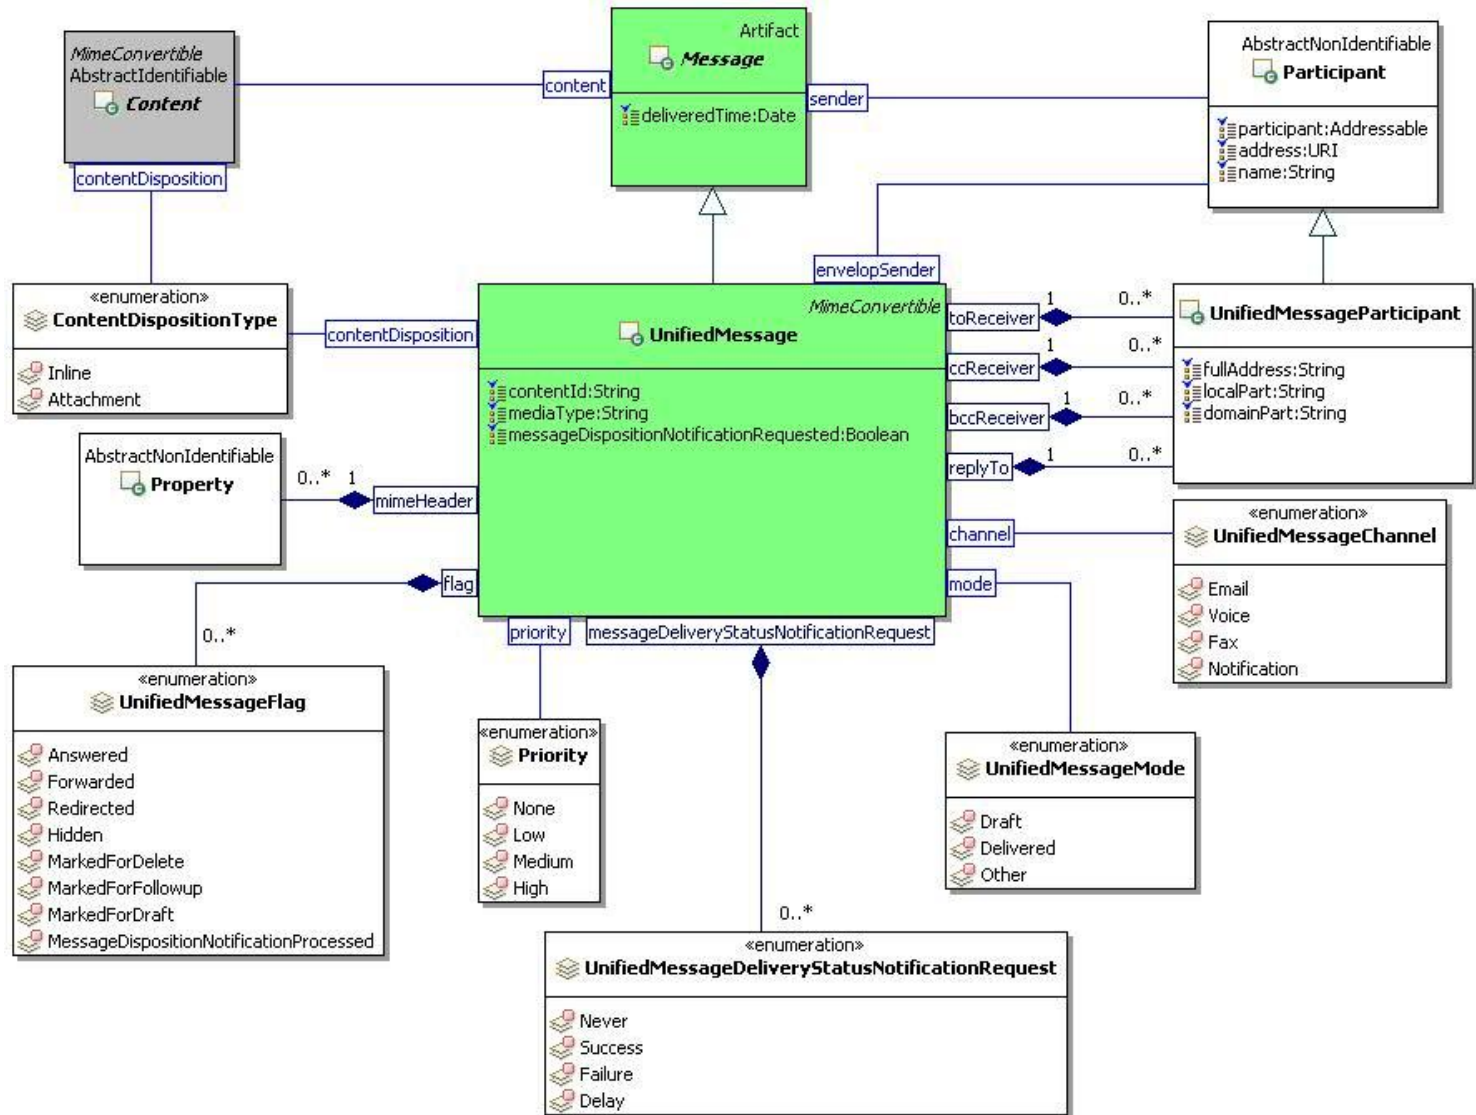 MimeConvertible
AbstractIdentifiable
Content
contentDisposition
content
Artifact
Message
deliveredTime:Date
sender
AbstractNonIdentifiable
Participant
participant:Addressable
address:URI
name:String
envelopSender
«enumeration»
ContentDispositionType
Inline
Attachment
contentDisposition
MimeConvertible
UnifiedMessage
contentId:String
mediaType:String
messageDispositionNotificationRequested:Boolean
toReceiver
1
0..*
ccReceiver
1
0..*
bccReceiver
1
0..*
replyTo
1
0..*
UnifiedMessageParticipant
fullAddress:String
localPart:String
domainPart:String
AbstractNonIdentifiable
Property
0..*
1
mimeHeader
channel
«enumeration»
UnifiedMessageChannel
Email
Voice
Fax
Notification
flag
0..*
mode
priority
messageDeliveryStatusNotificationRequest
«enumeration»
UnifiedMessageFlag
Answered
Forwarded
Redirected
Hidden
MarkedForDelete
MarkedForFollowup
MarkedForDraft
MessageDispositionNotificationProcessed
«enumeration»
Priority
None
Low
Medium
High
«enumeration»
UnifiedMessageMode
Draft
Delivered
Other
0..*
«enumeration»
UnifiedMessageDeliveryStatusNotificationRequest
Never
Success
Failure
Delay